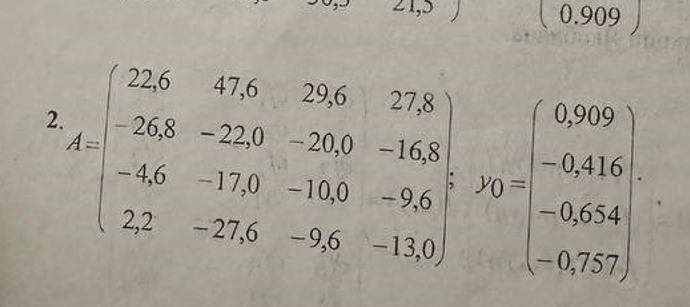 21,5 0.909
22,6 47,6 29,6 27,8 0,909
2. A= −26,8 −22,0 −20,0 −16,8 ; y0 = −0,416 .
−4,6 −17,0 −10,0 −9,6 −0,654
2,2 −27,6 −9,6 −13,0 −0,757